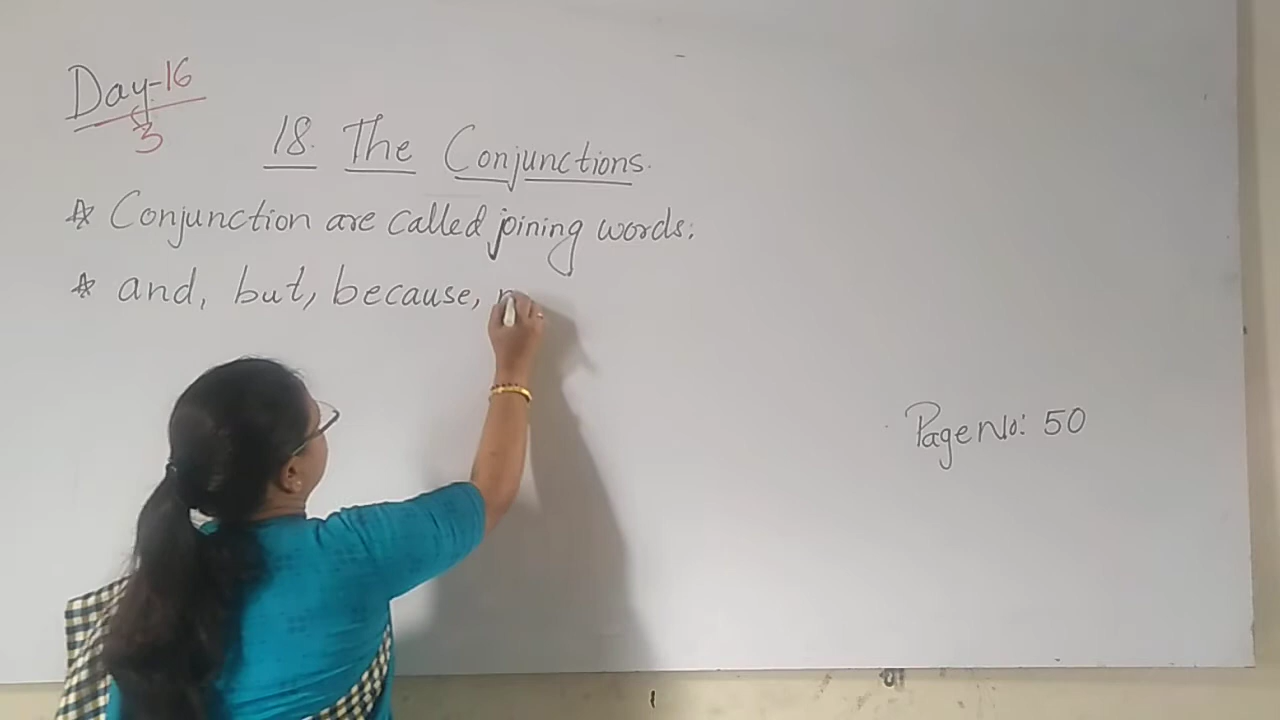 Day-16
3
18. The Conjunctions.
☆ Conjunction are called joining words.
☆ and, but, because,
Page No: 50